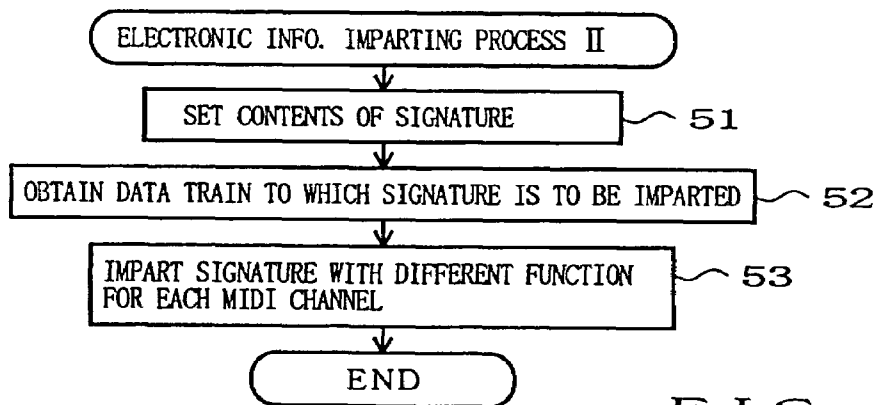 ELECTRONIC INFO. IMPARTING PROCESS II
SET CONTENTS OF SIGNATURE
51
OBTAIN DATA TRAIN TO WHICH SIGNATURE IS TO BE IMPARTED
52
IMPART SIGNATURE WITH DIFFERENT FUNCTION
FOR EACH MIDI CHANNEL
53
END